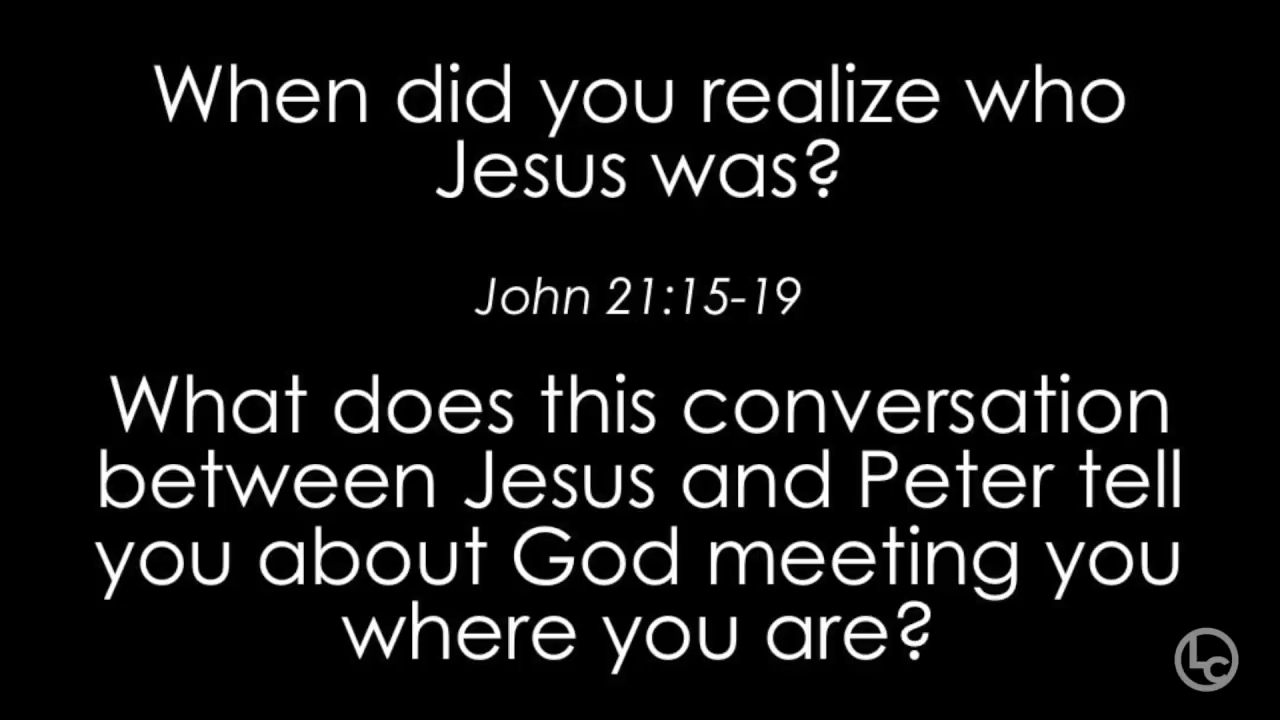 When did you realize who
Jesus was?
John 21:15-19
What does this conversation
between Jesus and Peter tell
you about God meeting you
where you are?
LC